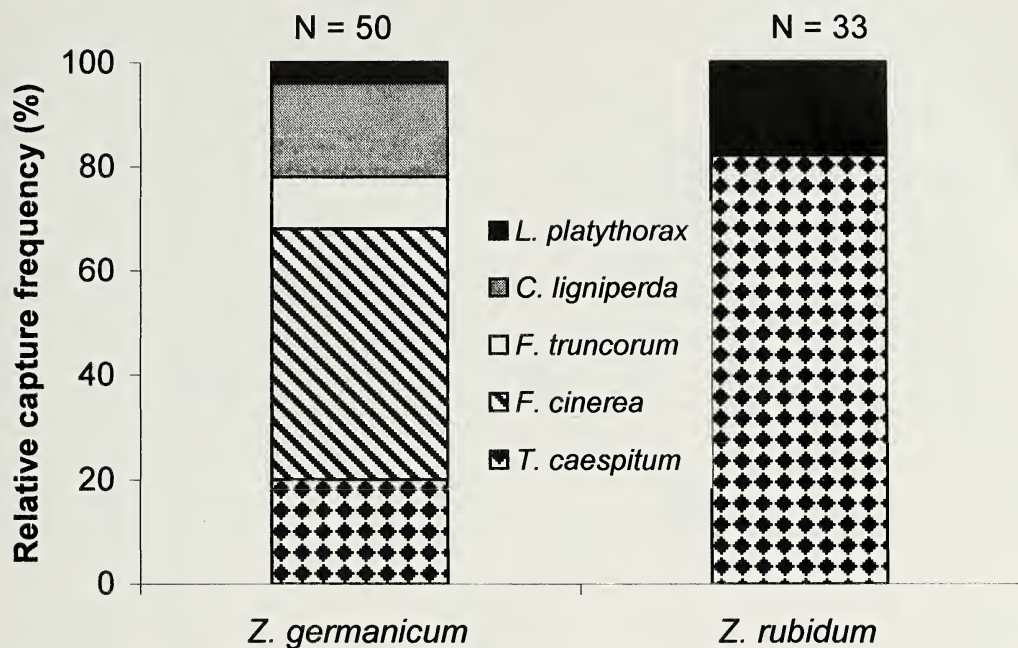 N = 50
N = 33
Relative capture frequency (%)
100
80
60
40
20
0
L. platythorax
C. ligniperda
F. truncorum
F. cinerea
T. caespitum
Z. germanicum
Z. rubidum